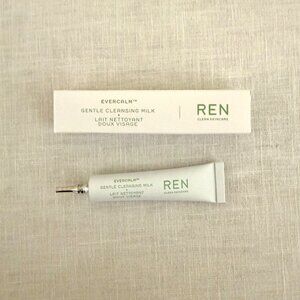 EVERCALM™
GENTLE CLEANSING MILK
+
LAIT NETTOYANT
DOUX VISAGE
REN
CLEAN SKINCARE
EVERCALM™
GENTLE CLEANSING MILK
+
LAIT NETTOYANT
DOUX VISAGE
REN
CLEAN SKINCARE